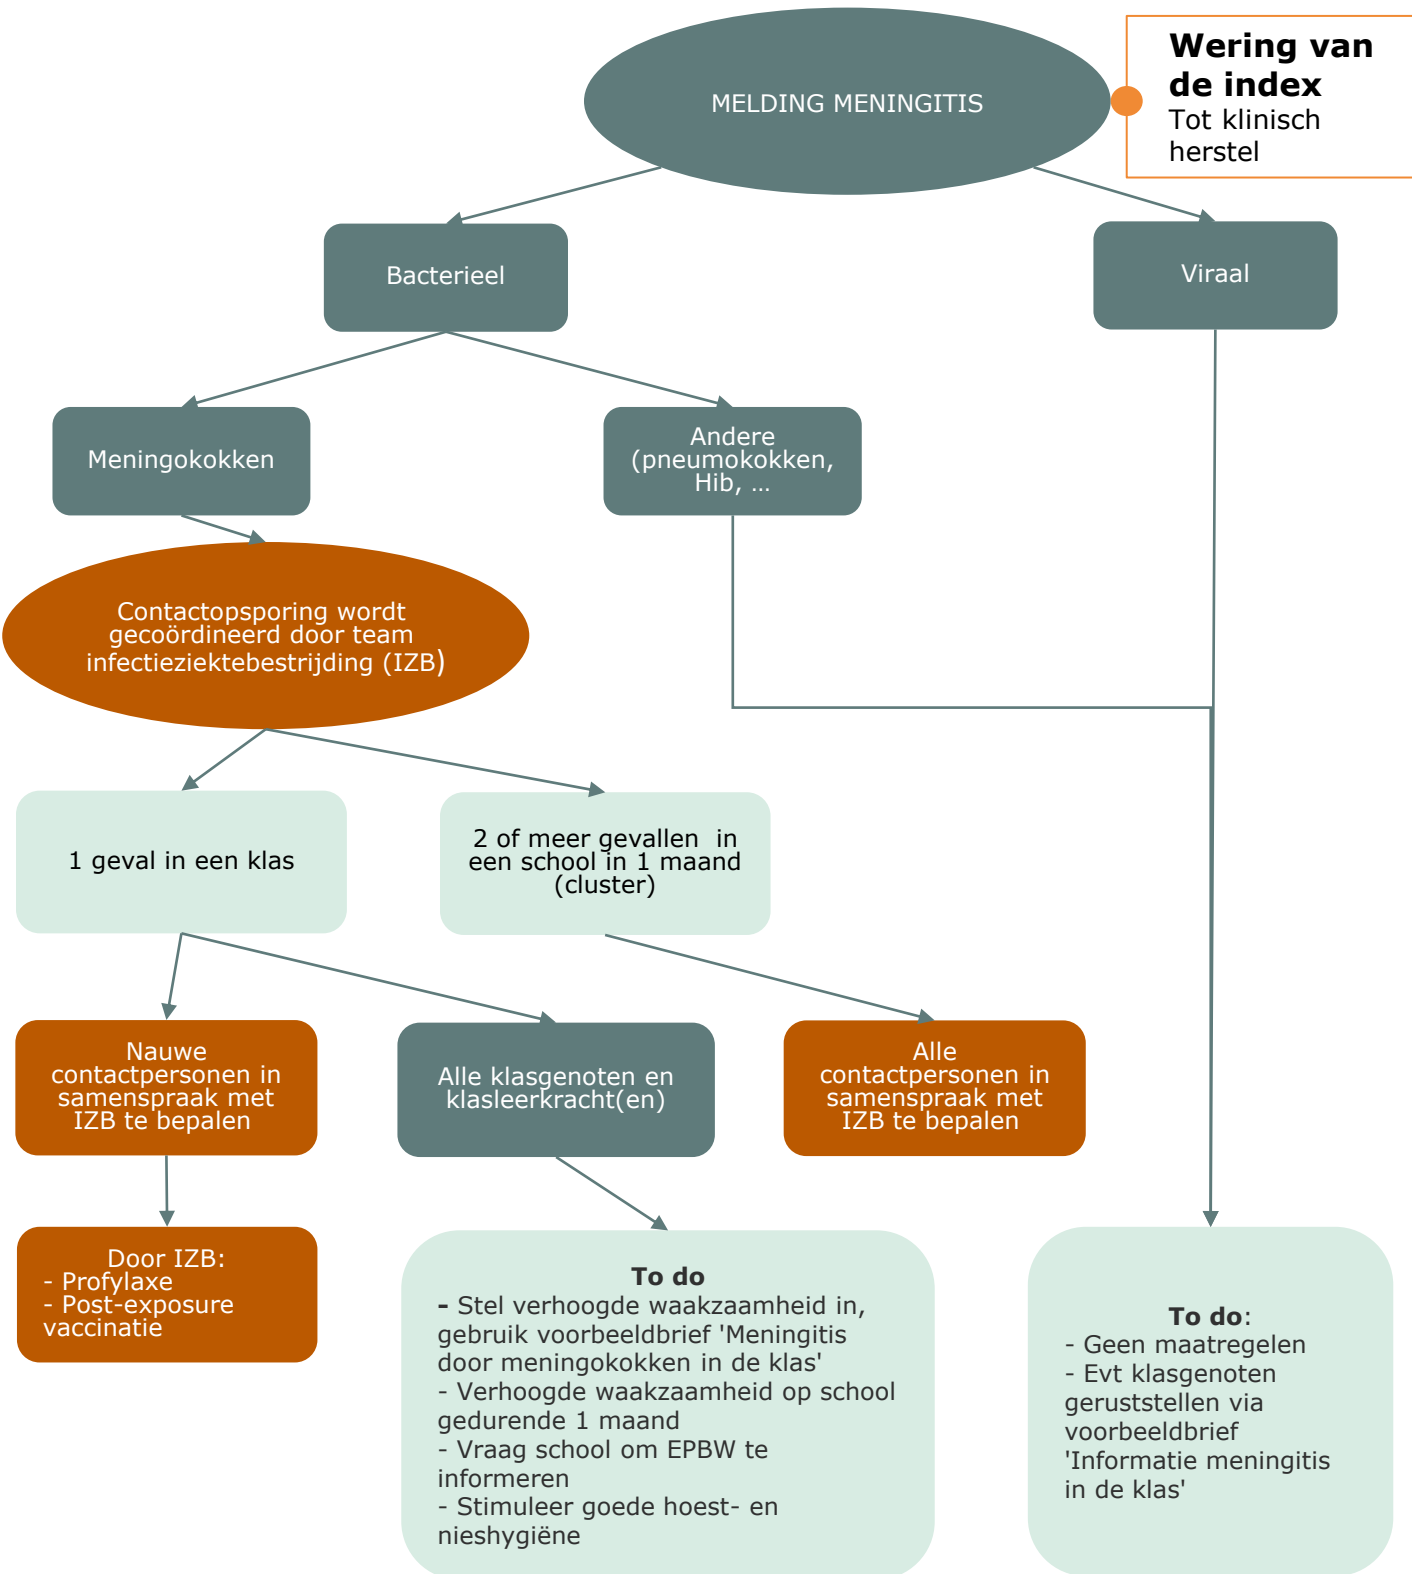 MELDING MENINGITIS
Wering van
de index
Tot klinisch
herstel
Bacterieel
Viraal
Meningokokken
Andere
(pneumokokken,
Hib, …
Contactopsporing wordt
gecoördineerd door team
infectieziektebestrijding (IZB)
1 geval in een klas
2 of meer gevallen  in
een school in 1 maand
(cluster)
Nauwe
contactpersonen in
samenspraak met
IZB te bepalen
Alle klasgenoten en
klasleerkracht(en)
Alle
contactpersonen in
samenspraak met
IZB te bepalen
Door IZB:
- Profylaxe
- Post-exposure
vaccinatie
To do
- Stel verhoogde waakzaamheid in,
gebruik voorbeeldbrief 'Meningitis
door meningokokken in de klas'
- Verhoogde waakzaamheid op school
gedurende 1 maand
- Vraag school om EPBW te
informeren
- Stimuleer goede hoest- en
nieshygiëne
To do:
- Geen maatregelen
- Evt klasgenoten
geruststellen via
voorbeeldbrief
'Informatie meningitis
in de klas'